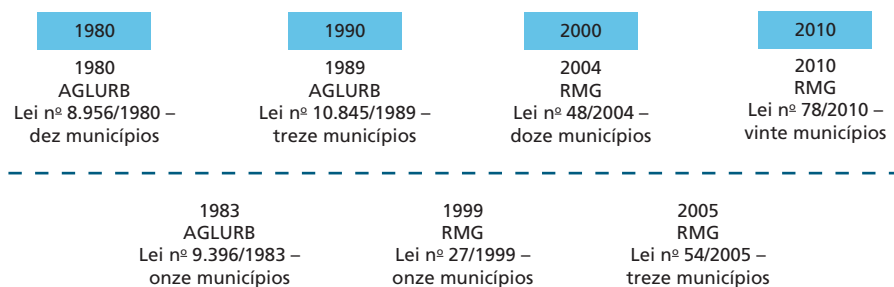 1980
1990
2000
2010
1980
AGLURB
Lei nº 8.956/1980 –
dez municípios
1989
AGLURB
Lei nº 10.845/1989 –
treze municípios
2004
RMG
Lei nº 48/2004 –
doze municípios
2010
RMG
Lei nº 78/2010 –
vinte municípios
1983
AGLURB
Lei nº 9.396/1983 –
onze municípios
1999
RMG
Lei nº 27/1999 –
onze municípios
2005
RMG
Lei nº 54/2005 –
treze municípios